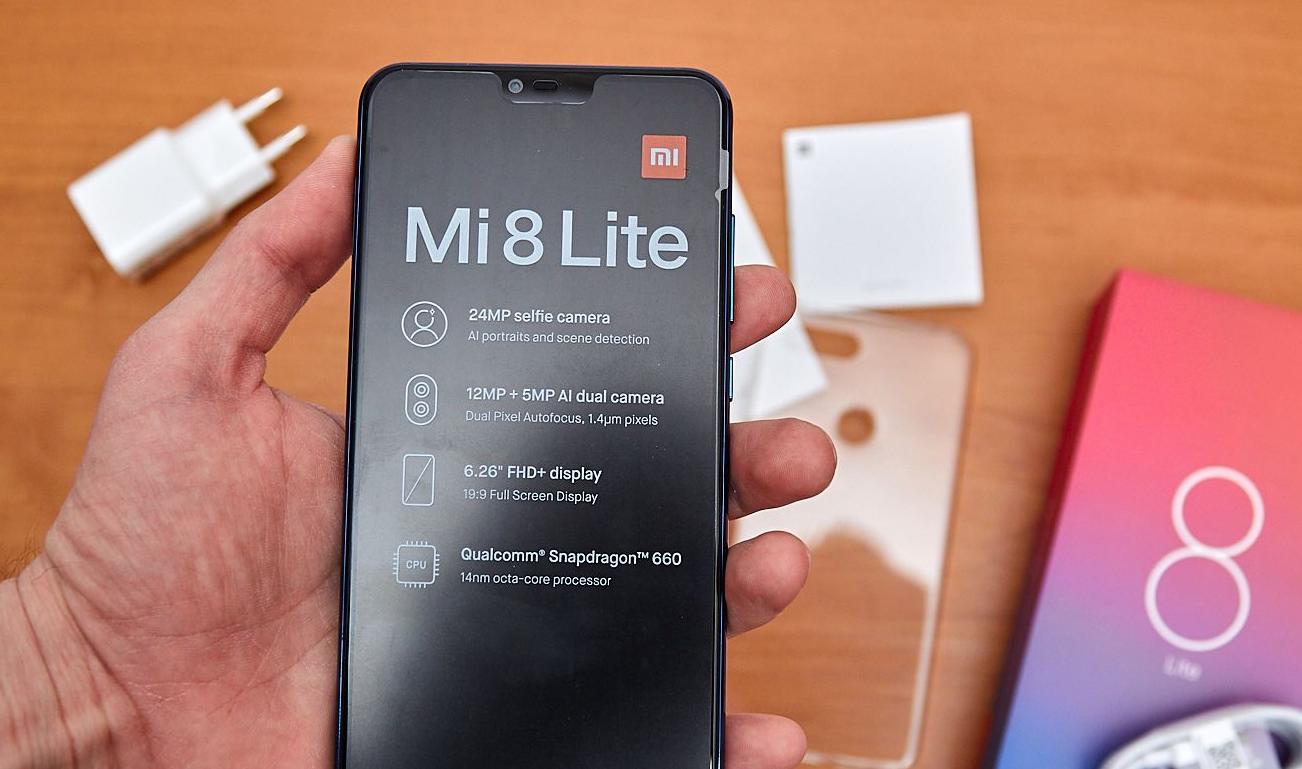 mi
Mi 8 Lite
24MP selfie camera
AI portraits and scene detection
12MP + 5MP AI dual camera
Dual Pixel Autofocus, 1.4µm pixels
6.26" FHD+ display
19:9 Full Screen Display
CPU
Qualcomm® Snapdragon™ 660
14nm octa-core processor
8
Lite